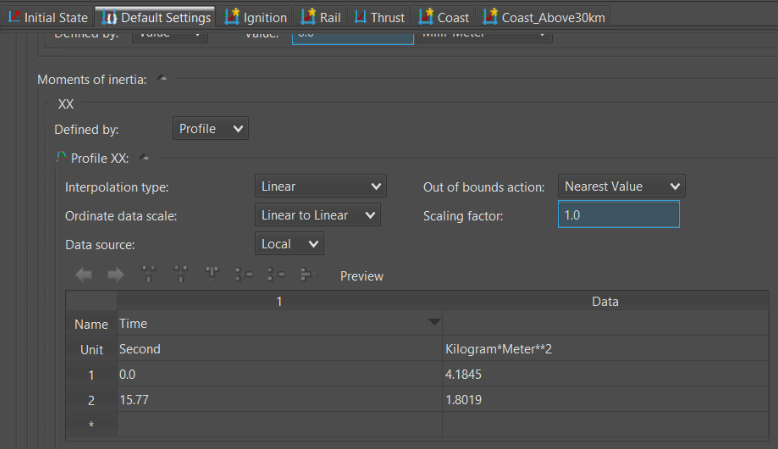 Initial State Default Settings Ignition Rail Thrust Coast Coast_Above30km
Defined by: Value Value: 0.0 Milli*Meter
Moments of inertia:
XX
Defined by: Profile
Profile XX:
Interpolation type: Linear Out of bounds action: Nearest Value
Ordinate data scale: Linear to Linear Scaling factor: 1.0
Data source: Local
Preview
1 Data
Name Time
Unit Second Kilogram*Meter**2
1 0.0 4.1845
2 15.77 1.8019
*